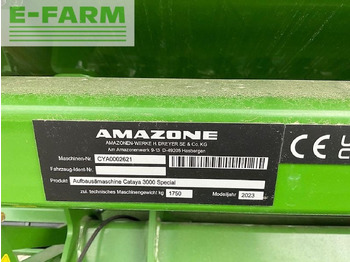 E-FARM
AMAZONE
AMAZONEN-WERKE H. DREYER SE & Co. KG
Am Amazonenwerk 9-13 D-49205 Hasbergen
Maschinen-Nr. CYA0002621
Fahrzeug-Ident-Nr.
Produkt Aufbausämaschine Cataya 3000 Special
zul. technisches Maschinengewicht/ kg 1750 Modelljahr 2023
CE